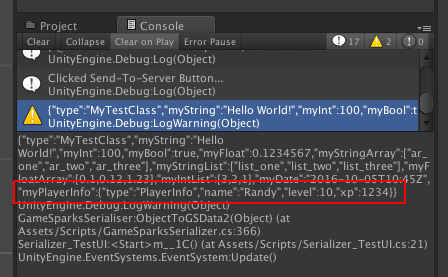 Project
Console
Clear
Collapse
Clear on Play
Error Pause
17
2
0
UnityEngine.Debug:Log(Object)
Clicked Send-To-Server Button...
UnityEngine.Debug:Log(Object)
{"type":"MyTestClass","myString":"Hello World!","myInt":100,"myBool":t
UnityEngine.Debug:LogWarning(Object)
{"type":"MyTestClass","myString":"Hello
World!","myInt":100,"myBool":true,"myFloat":0.1234567,"myStringArray":["ar_
one","ar_two","ar_three"],"myStringList":["list_one","list_two","list_three"],"myFl
oatArray":[0.1,0.12,1.23],"myIntList":[3,2,1],"myDate":"2016-10-05T10:45Z",
"myPlayerInfo":{"type":"PlayerInfo","name":"Randy","level":10,"xp":1234}}
UnityEngine.Debug:LogWarning(Object)
GameSparksSerialiser:ObjectToGSData2(Object) (at
Assets/Scripts/GameSparksSerialiser.cs:366)
Serializer_TestUI:<Start>m__1C() (at Assets/Scripts/Serializer_TestUI.cs:21)
UnityEngine.EventSystems.EventSystem:Update()